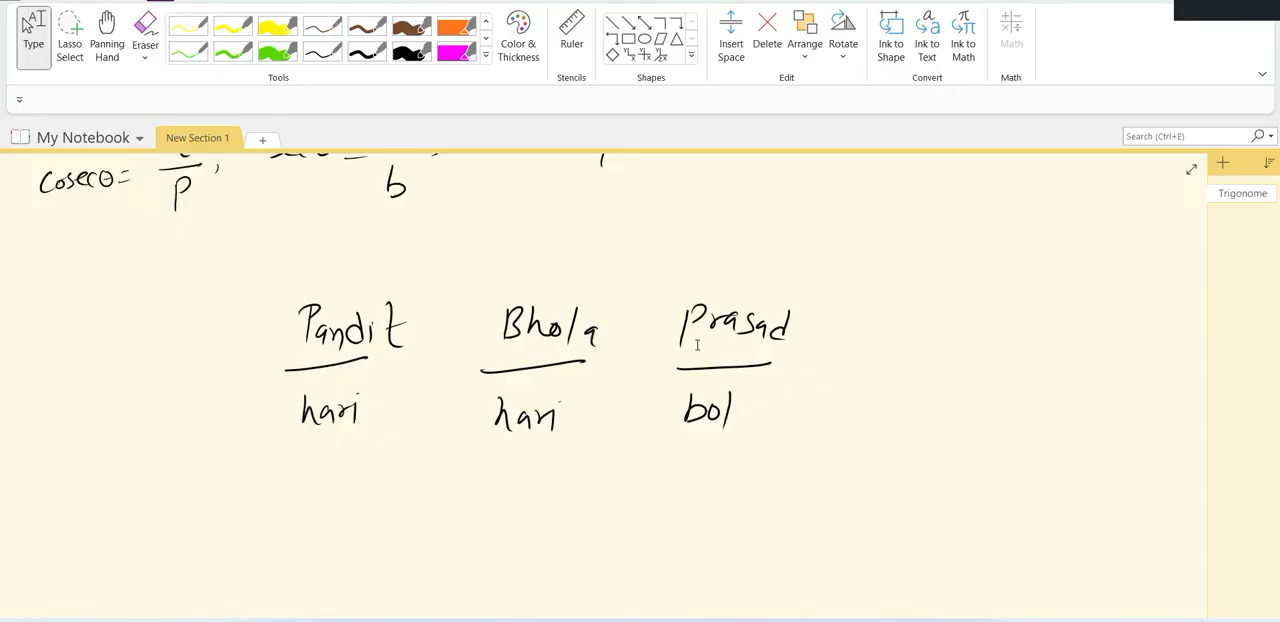 Type
Lasso Select
Panning Hand
Eraser
Color & Thickness
Ruler
Insert Space
Delete
Arrange
Rotate
Ink to Shape
Ink to Text
Ink to Math
Math
Tools
Stencils
Shapes
Edit
Convert
Math
My Notebook
New Section 1
Search (Ctrl+E)
Trigonome
cosecθ = /p ,
b
Pandit Bhola Prasad
hari hari bol